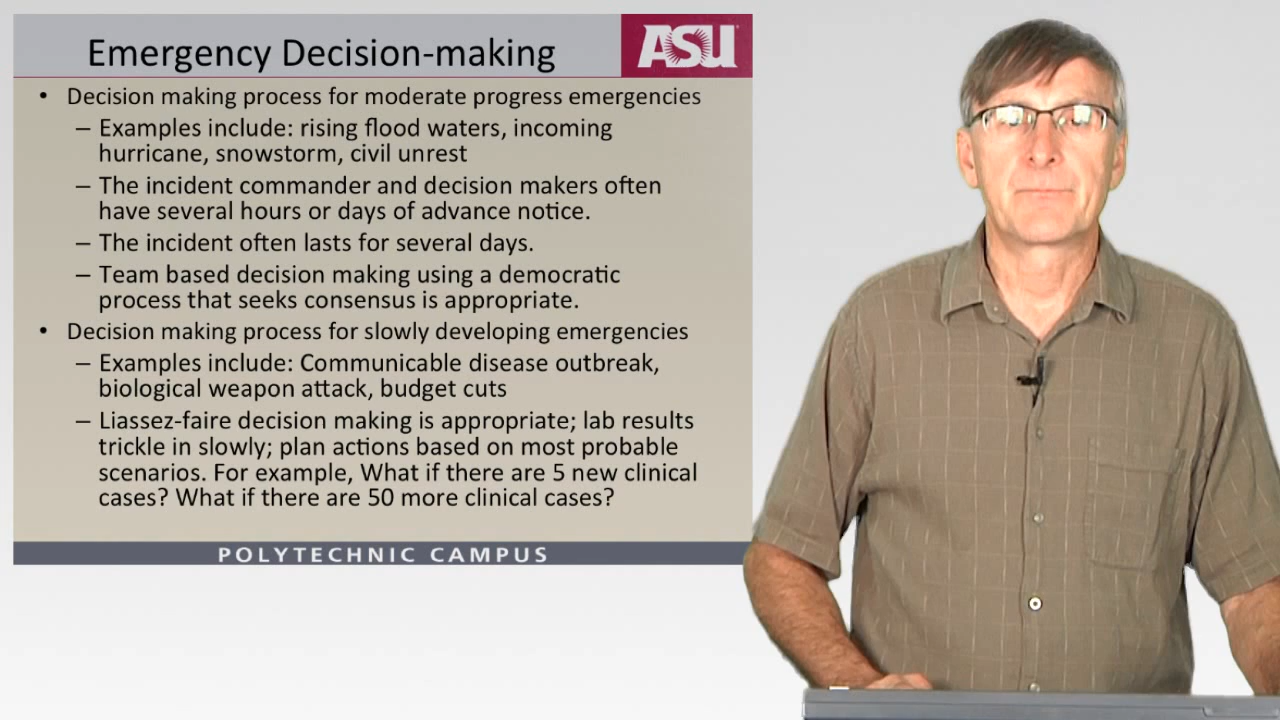 Emergency Decision-making
ASU
• Decision making process for moderate progress emergencies
– Examples include: rising flood waters, incoming
hurricane, snowstorm, civil unrest
– The incident commander and decision makers often
have several hours or days of advance notice.
– The incident often lasts for several days.
– Team based decision making using a democratic
process that seeks consensus is appropriate.
• Decision making process for slowly developing emergencies
– Examples include: Communicable disease outbreak,
biological weapon attack, budget cuts
– Liassez-faire decision making is appropriate; lab results
trickle in slowly; plan actions based on most probable
scenarios. For example, What if there are 5 new clinical
cases? What if there are 50 more clinical cases?
POLYTECHNIC CAMPUS